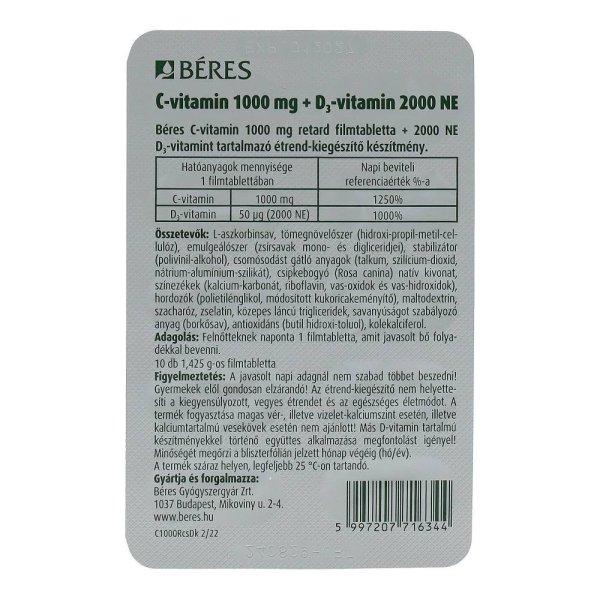 EXP 012027
BÉRES
C-vitamin 1000 mg + D₃-vitamin 2000 NE
Béres C-vitamin 1000 mg retard filmtabletta + 2000 NE
D₃-vitamint tartalmazó étrend-kiegészítő készítmény.
Hatóanyagok mennyisége 1 filmtablettában Napi beviteli referenciaérték %-a
C-vitamin 1000 mg 1250%
D₃-vitamin 50 µg (2000 NE) 1000%
Összetevők: L-aszkorbinsav, tömegnövelőszer (hidroxi-propil-metil-cel-
lulóz), emulgeálószer (zsírsavak mono- és digliceridjei), stabilizátor
(polivinil-alkohol), csomósodást gátló anyagok (talkum, szilícium-dioxid,
nátrium-alumínium-szilikát), csipkebogyó (Rosa canina) natív kivonat,
színezékek (kalcium-karbonát, riboflavin, vas-oxidok és vas-hidroxidok),
hordozók (polietilénglikol, módosított kukoricakeményítő), maltodextrin,
szacharóz, zselatin, közepes láncú trigliceridek, savanyúságot szabályozó
anyag (borkősav), antioxidáns (butil hidroxi-toluol), kolekalciferol.
Adagolás: Felnőtteknek naponta 1 filmtabletta, amit javasolt bő folya-
dékkal bevenni.
10 db 1,425 g-os filmtabletta
Figyelmeztetés: A javasolt napi adagnál nem szabad többet beszedni!
Gyermekek elől gondosan elzárandó! Az étrend-kiegészítő nem helyette-
síti a kiegyensúlyozott, vegyes étrendet és az egészséges életmódot. A
termék fogyasztása magas vér-, illetve vizelet-kalciumszint esetén, illetve
kalciumtartalmú vesekövek esetén nem ajánlott! Más D-vitamin tartalmú
készítményekkel történő együttes alkalmazása megfontolást igényel!
Minőségét megőrzi a bliszterfólián jelzett hónap végéig (hó/év).
A termék száraz helyen, legfeljebb 25 °C-on tartandó.
Gyártja és forgalmazza:
Béres Gyógyszergyár Zrt.
1037 Budapest, Mikoviny u. 2-4.
www.beres.hu
C1000RcsDk 2/22
5 997207 716344